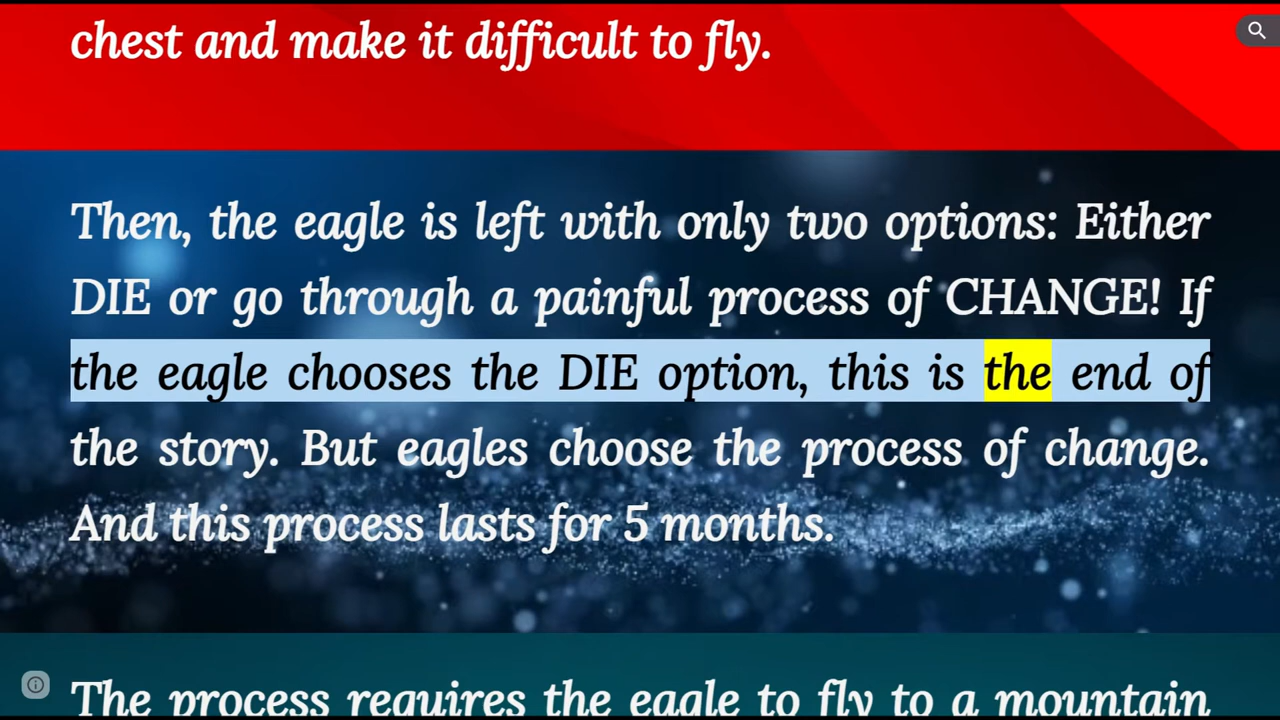 chest and make it difficult to fly.
Then, the eagle is left with only two options: Either
DIE or go through a painful process of CHANGE! If
the eagle chooses the DIE option, this is the end of
the story. But eagles choose the process of change.
And this process lasts for 5 months.
The process requires the eagle to fly to a mountain